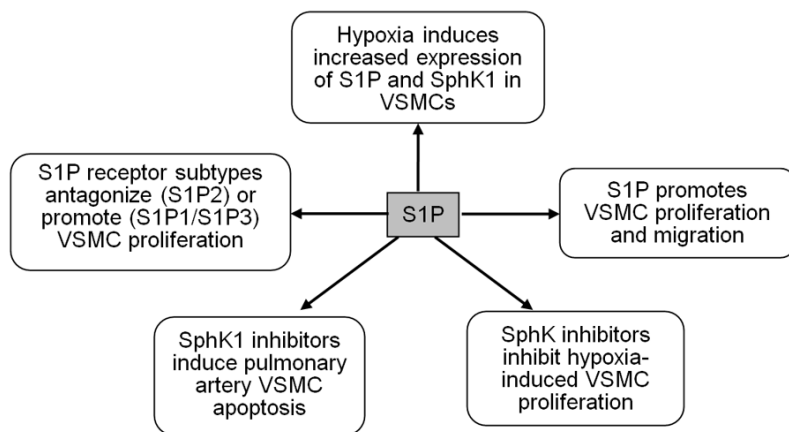 Hypoxia induces
increased expression
of S1P and SphK1 in
VSMCs
S1P receptor subtypes
antagonize (S1P2) or
promote (S1P1/S1P3)
VSMC proliferation
S1P
S1P promotes
VSMC proliferation
and migration
SphK1 inhibitors
induce pulmonary
artery VSMC
apoptosis
SphK inhibitors
inhibit hypoxia-
induced VSMC
proliferation